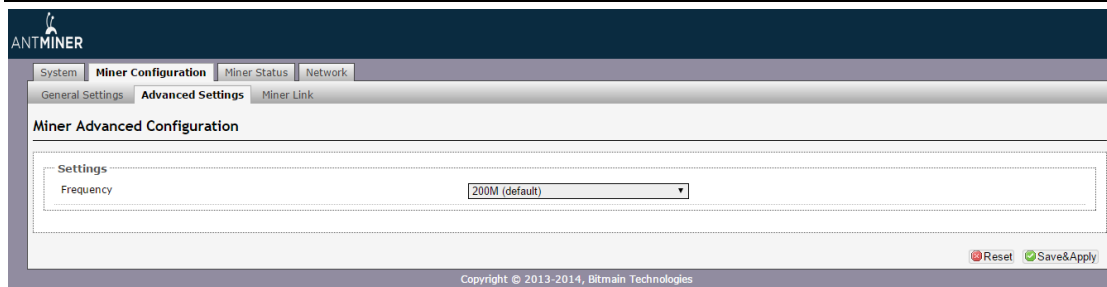 ANTMINER
System Miner Configuration Miner Status Network
General Settings Advanced Settings Miner Link
Miner Advanced Configuration
Settings
Frequency 200M (default)
Reset Save&Apply
Copyright © 2013-2014, Bitmain Technologies